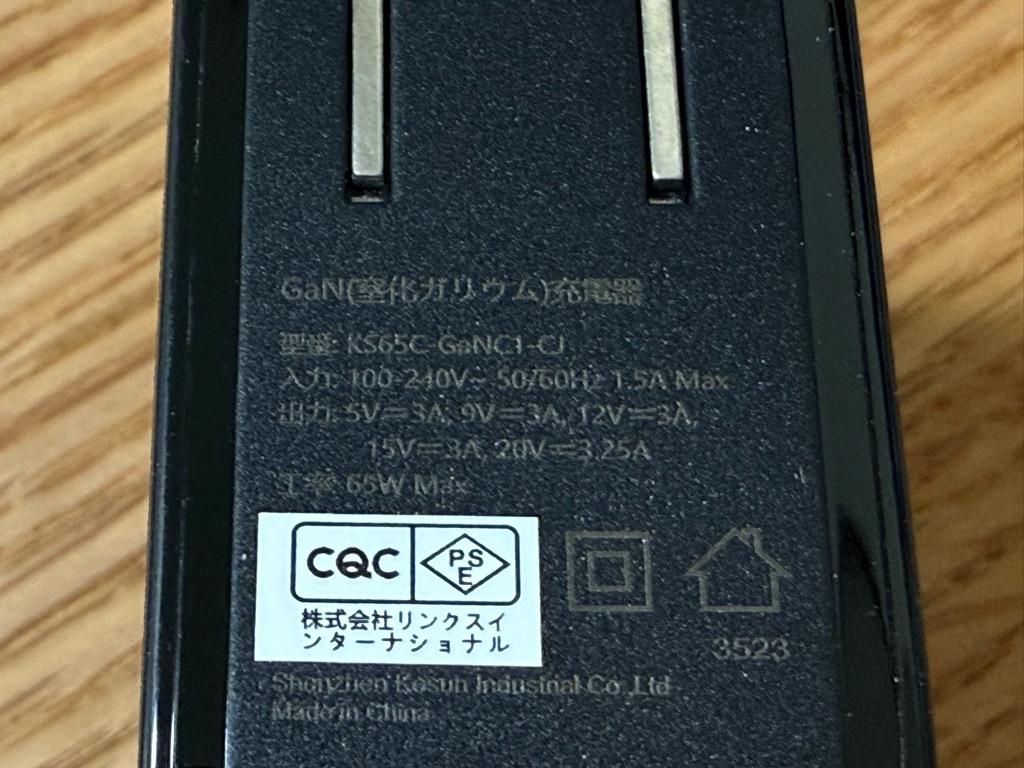 GaN(窒化ガリウム)充電器
型號: KS65C-GaNC1-CJ
入力: 100-240V~ 50/60Hz 1.5A Max
出力: 5V⎓3A, 9V⎓3A, 12V⎓3A,
15V⎓3A, 20V⎓3.25A
工率: 65W Max
CQC
PS
E
株式会社リンクスイ
ンターナショナル
3523
Shenzhen Kosun Industrial Co.,Ltd
Made in China